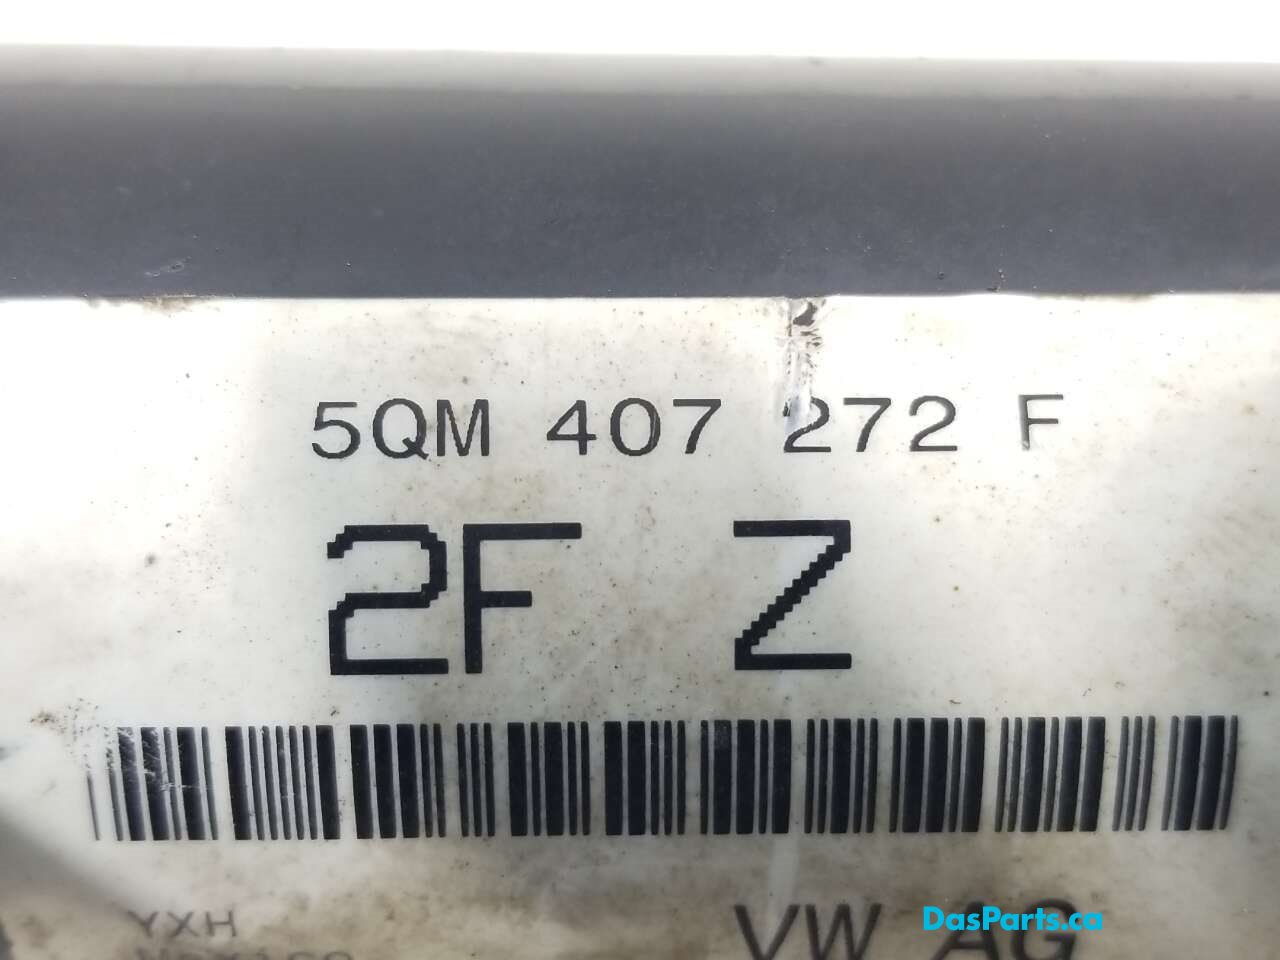 5QM 407 272 F
2F Z
YXH
VW AG
DasParts.ca